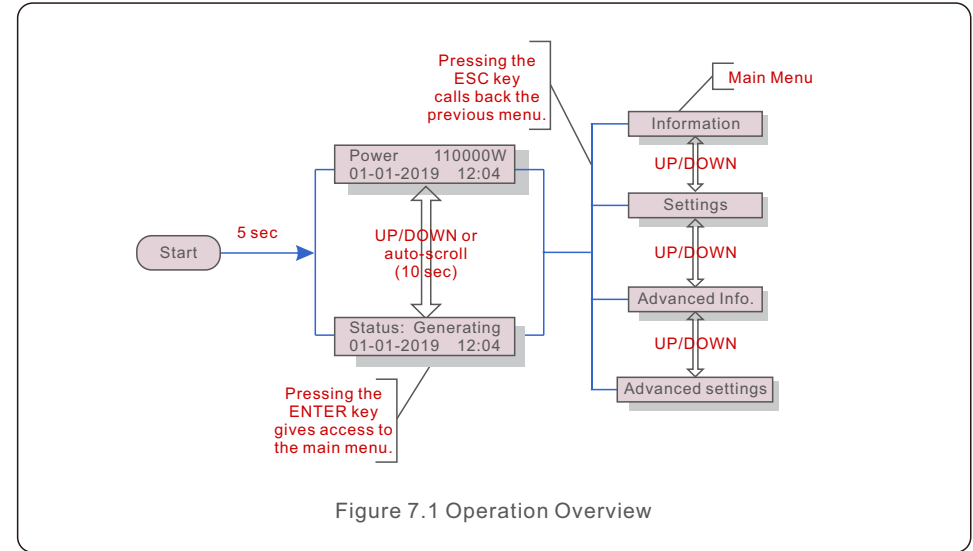 Pressing the
ESC key
calls back the
previous menu.
Main Menu
Information
UP/DOWN
Settings
UP/DOWN
Advanced Info.
UP/DOWN
Advanced settings
Power 110000W
01-01-2019 12:04
Start
5 sec
UP/DOWN or
auto-scroll
(10 sec)
Status: Generating
01-01-2019 12:04
Pressing the
ENTER key
gives access to
the main menu.
Figure 7.1 Operation Overview